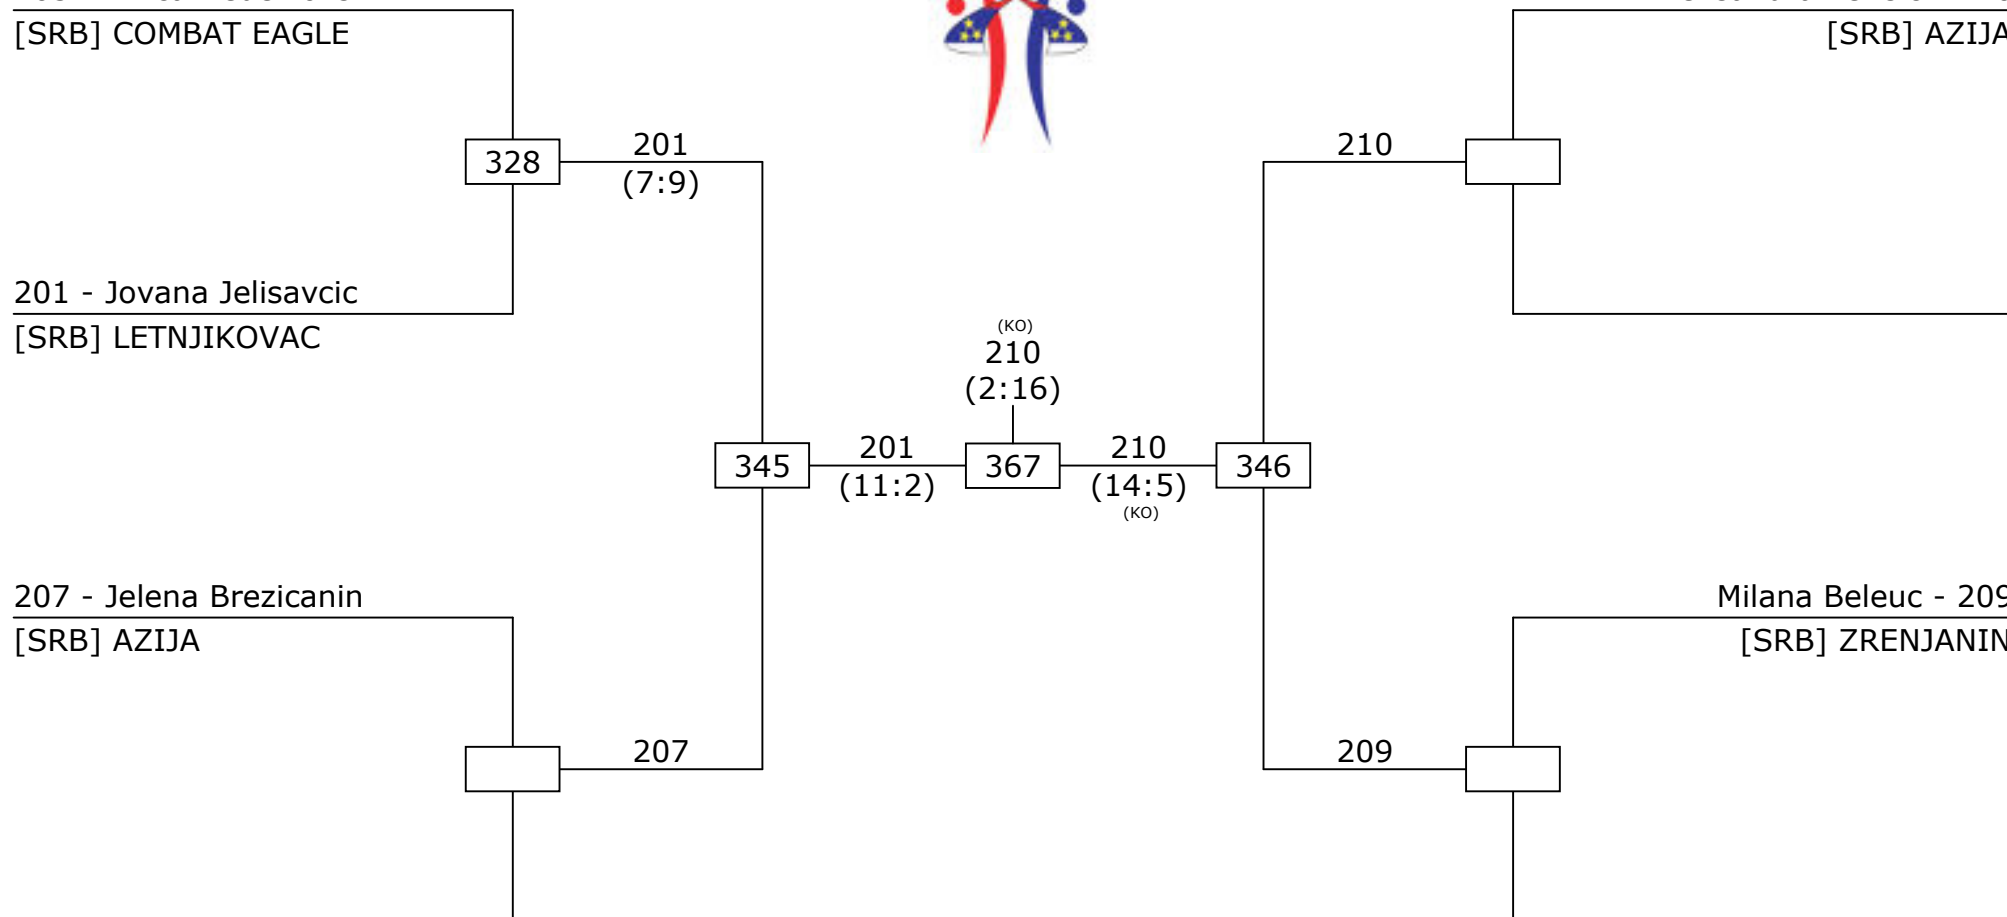 [SRB] COMBAT EAGLE
[SRB] AZIJA
328
201
(7:9)
210
201 - Jovana Jelisavcic
[SRB] LETNJIKOVAC
(KO)
210
(2:16)
345
201
(11:2)
367
210
(14:5)
(KO)
346
207 - Jelena Brezicanin
[SRB] AZIJA
Milana Beleuc - 209
[SRB] ZRENJANIN
207
209